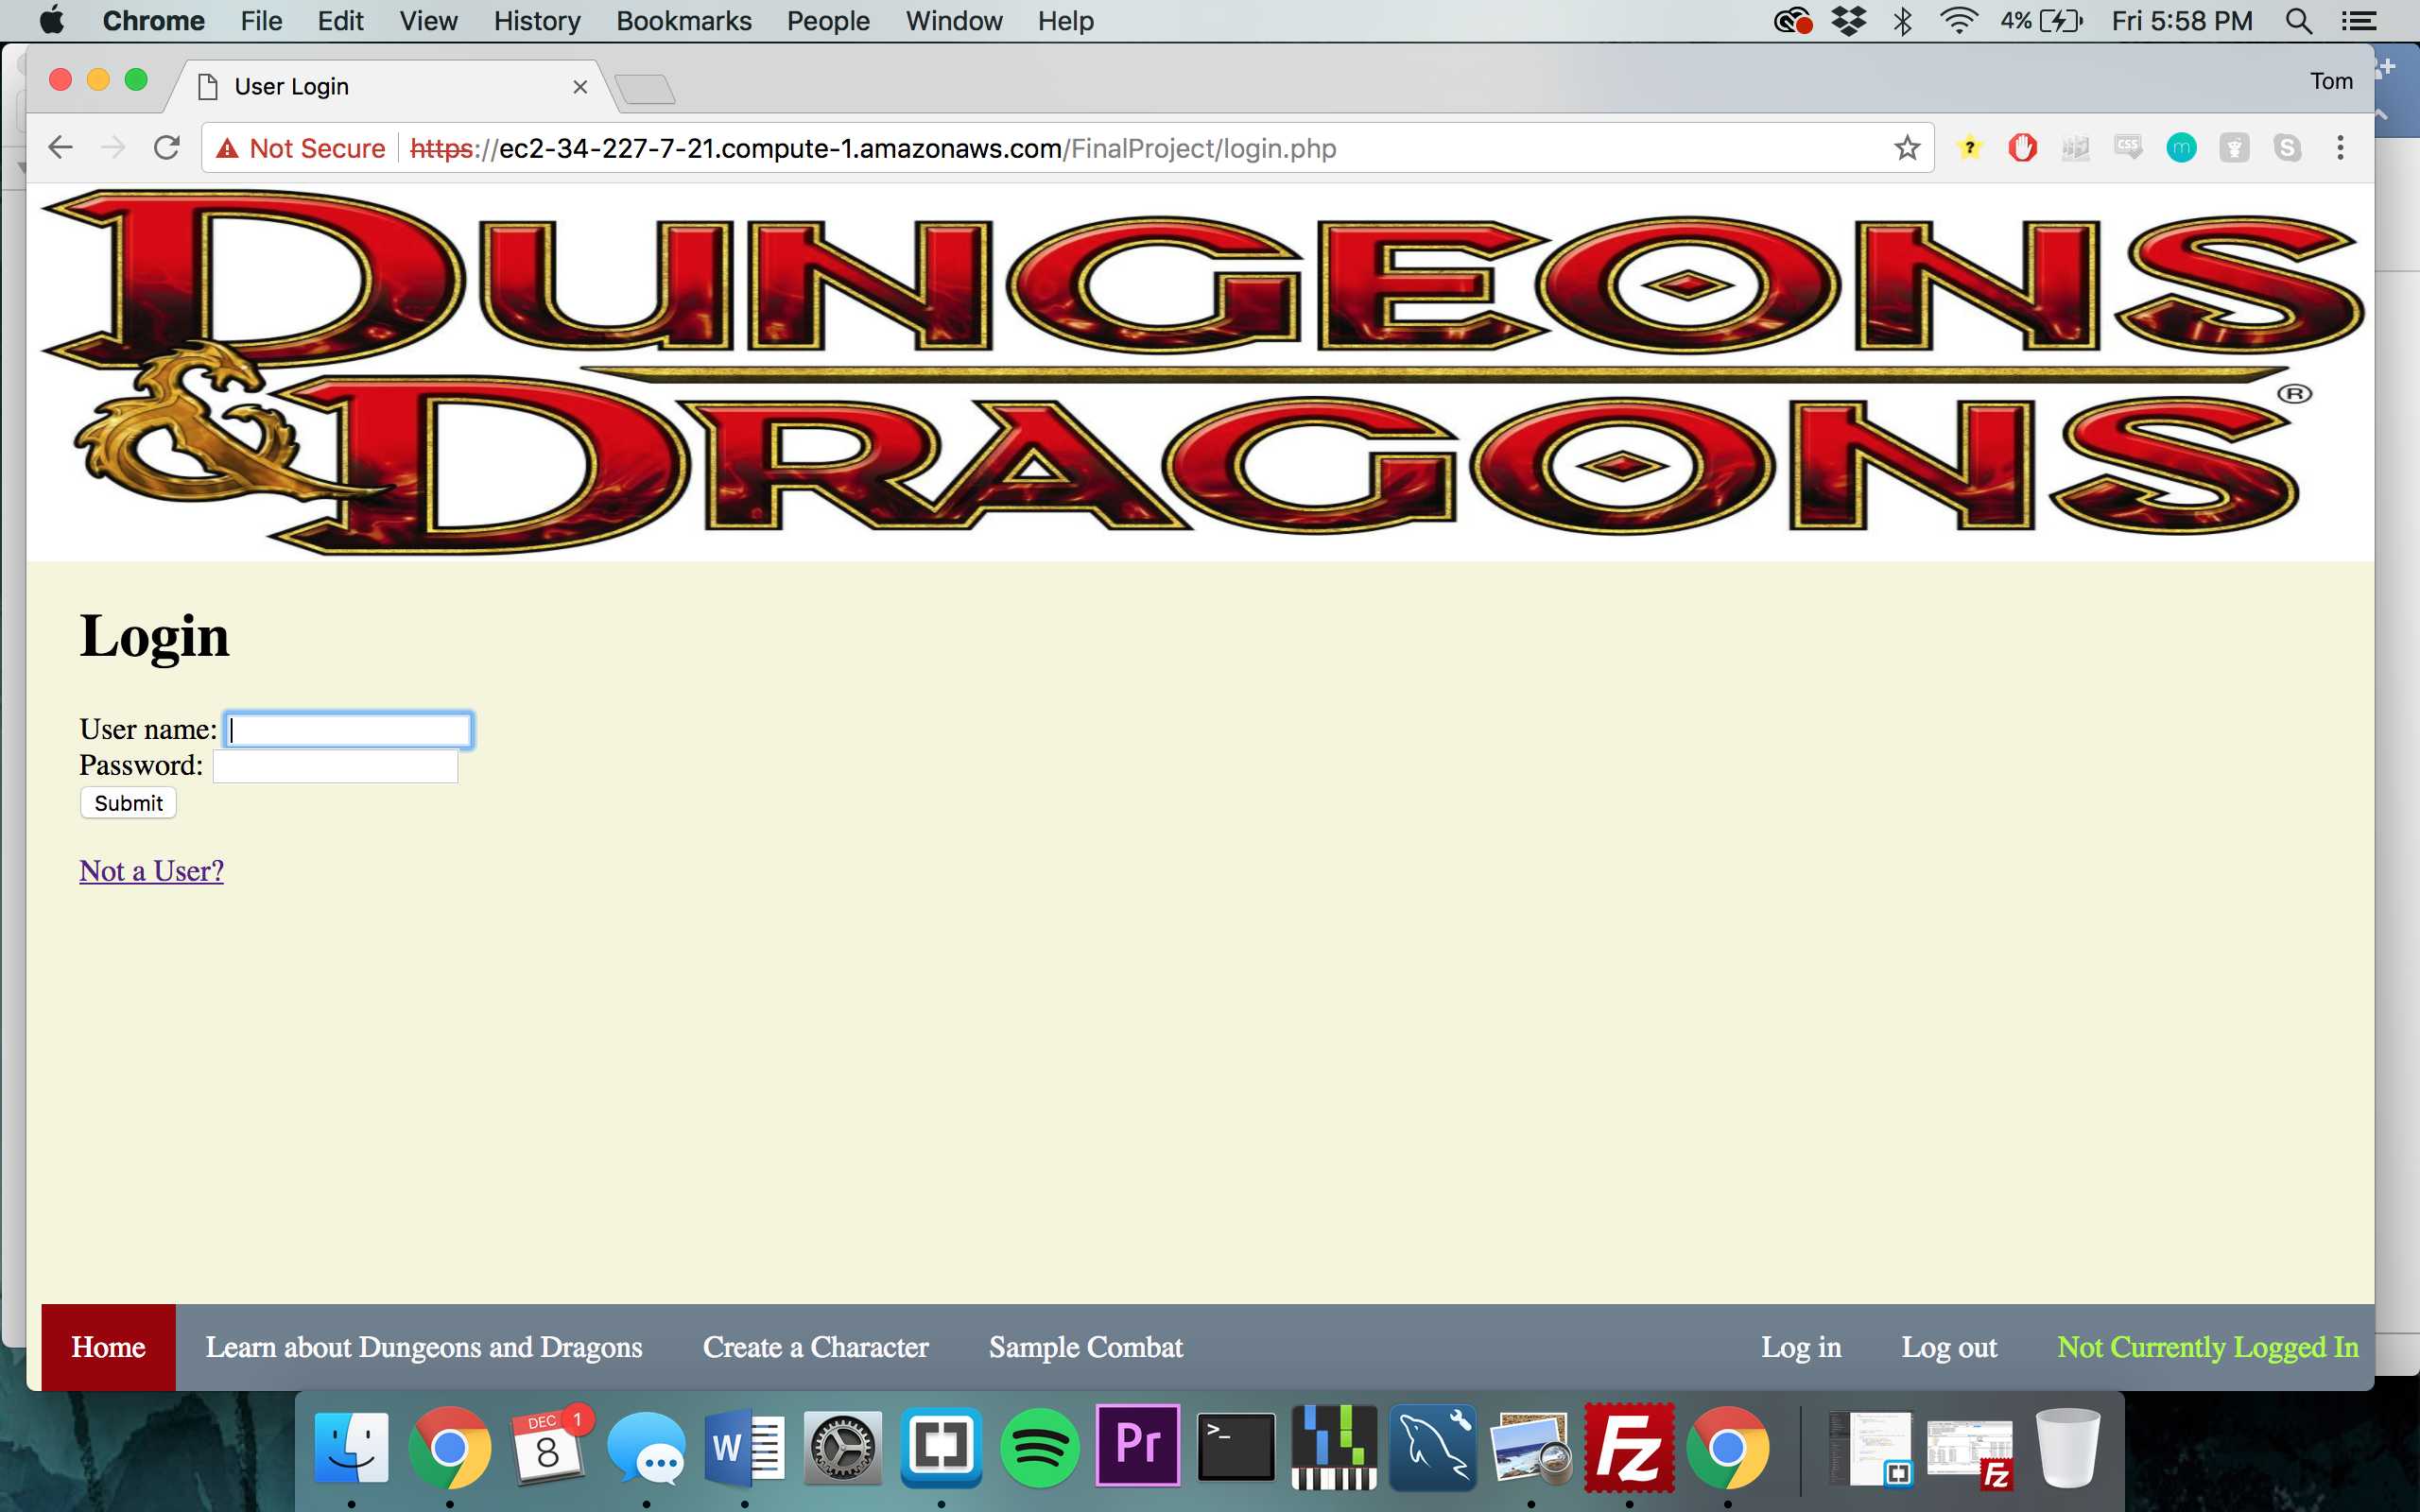 Chrome File Edit View History Bookmarks People Window Help 4% Fri 5:58 PM
User Login Tom
Not Secure https://ec2-34-227-7-21.compute-1.amazonaws.com/FinalProject/login.php
DUNGEONS
& DRAGONS ®
Login
User name:
Password:
Submit
Not a User?
Home Learn about Dungeons and Dragons Create a Character Sample Combat Log in Log out Not Currently Logged In
DEC 1
8
W
Pr
>_
Fz
Fz